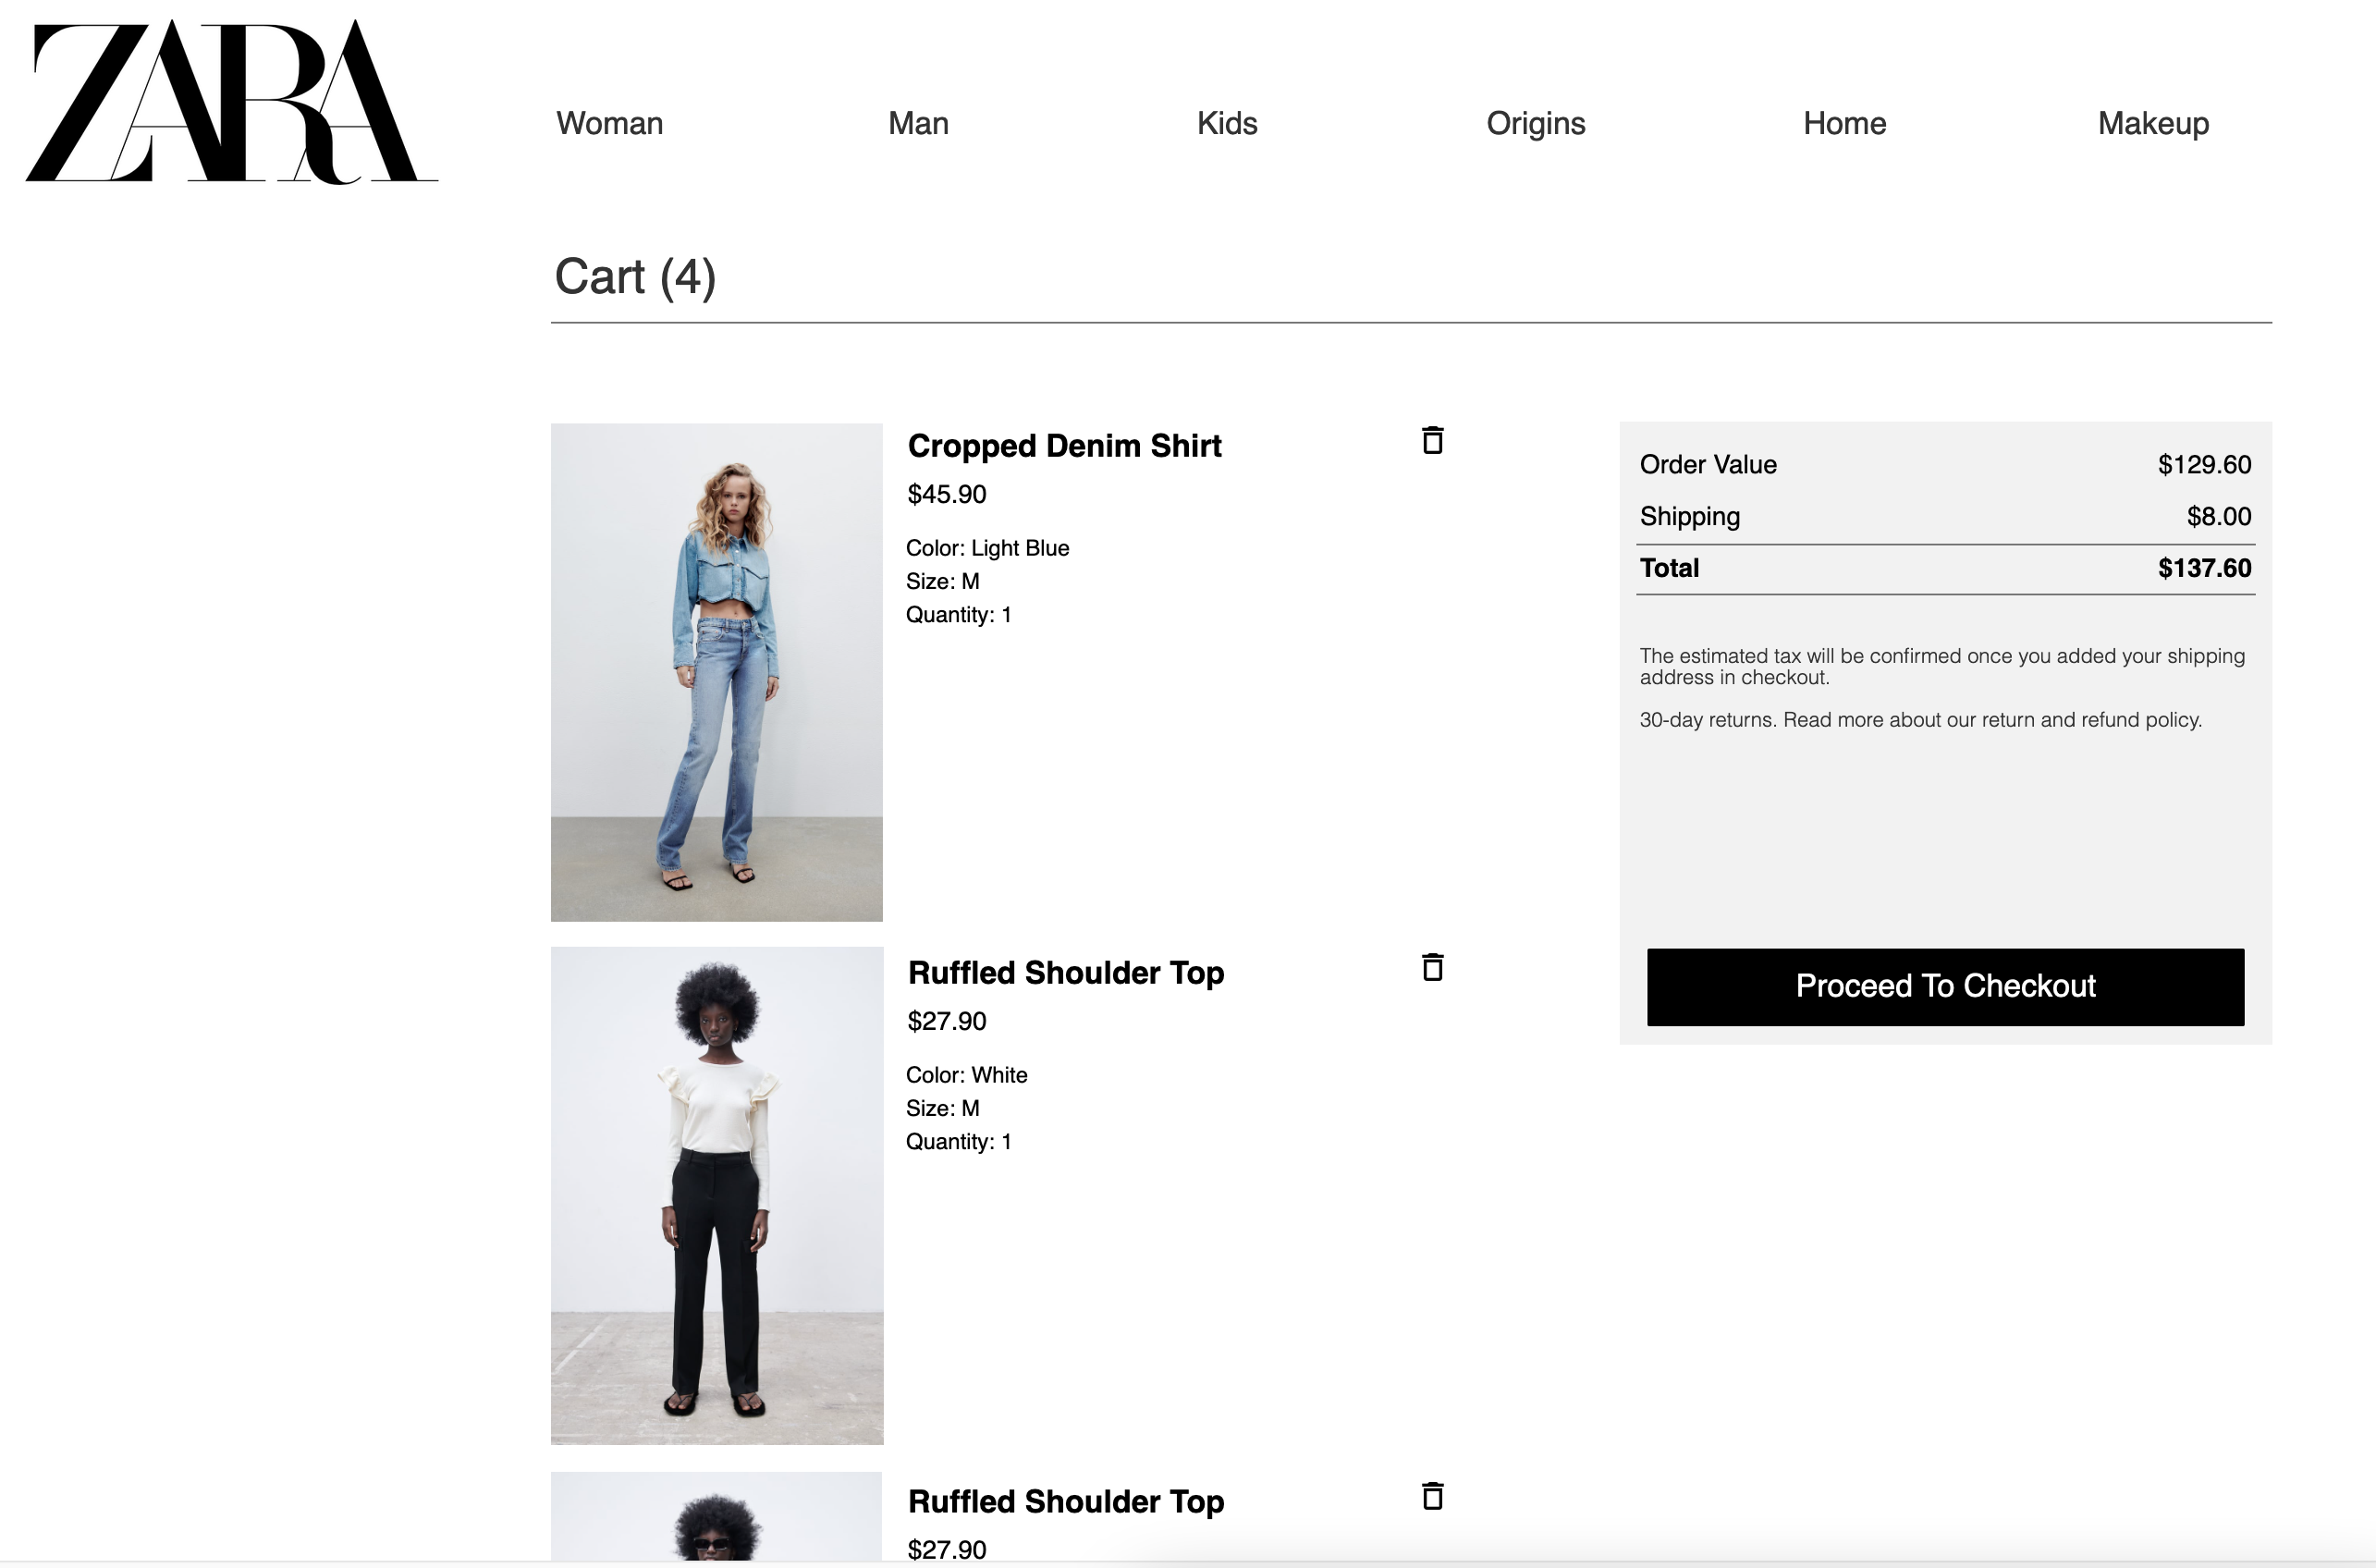 ZARA
Woman Man Kids Origins Home Makeup
Cart (4)
Cropped Denim Shirt
$45.90
Color: Light Blue
Size: M
Quantity: 1
Ruffled Shoulder Top
$27.90
Color: White
Size: M
Quantity: 1
Ruffled Shoulder Top
$27.90
Order Value $129.60
Shipping $8.00
Total $137.60
The estimated tax will be confirmed once you added your shipping
address in checkout.
30-day returns. Read more about our return and refund policy.
Proceed To Checkout